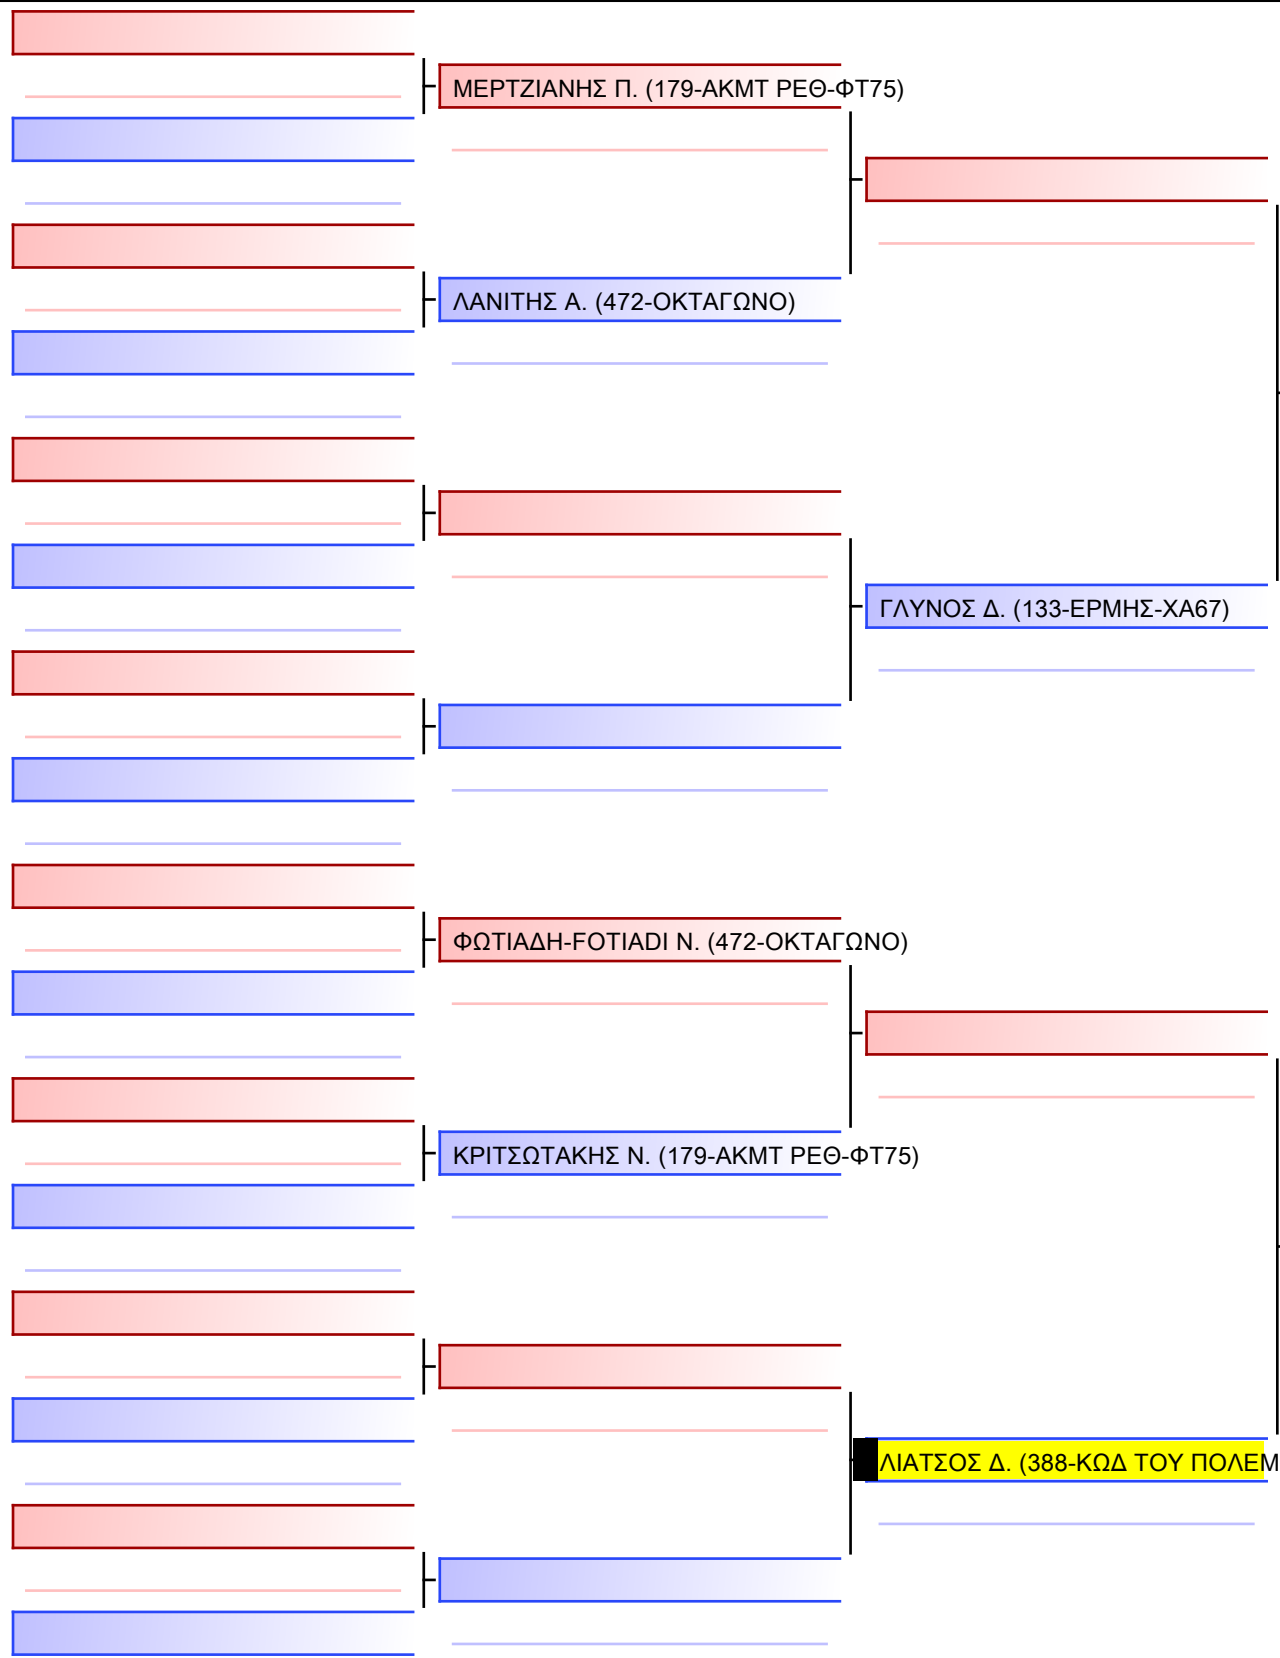 ΜΕΡΤΖΙΑΝΗΣ Π. (179-ΑΚΜΤ ΡΕΘ-ΦΤ75)
ΛΑΝΙΤΗΣ Α. (472-ΟΚΤΑΓΩΝΟ)
ΓΛΥΝΟΣ Δ. (133-ΕΡΜΗΣ-ΧΑ67)
ΦΩΤΙΑΔΗ-FOTIADI N. (472-ΟΚΤΑΓΩΝΟ)
ΚΡΙΤΣΩΤΑΚΗΣ Ν. (179-ΑΚΜΤ ΡΕΘ-ΦΤ75)
ΛΙΑΤΣΟΣ Δ. (388-ΚΩΔ ΤΟΥ ΠΟΛΕΜ